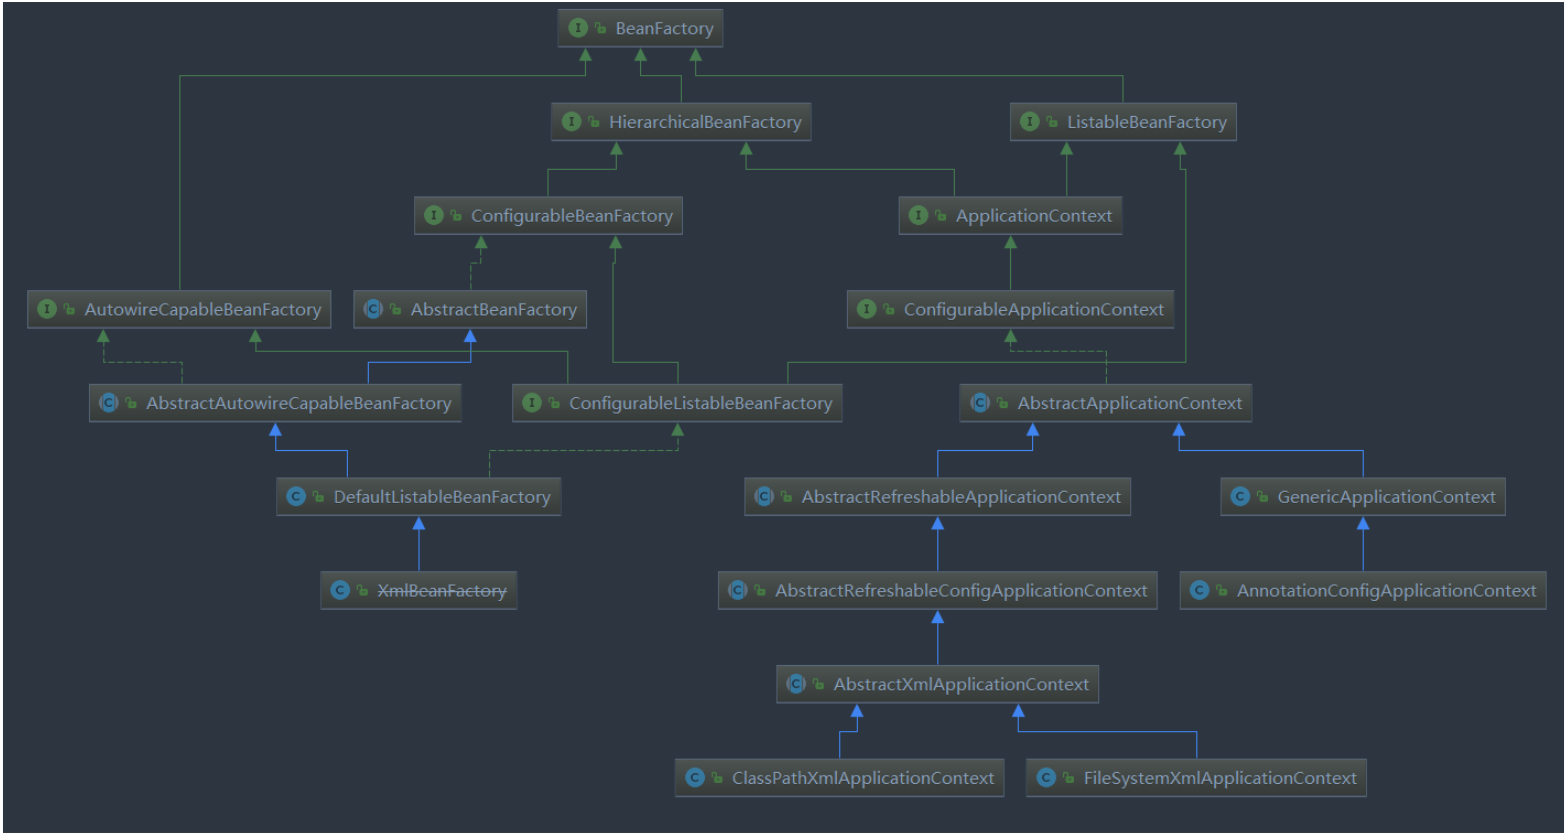 BeanFactory
HierarchicalBeanFactory
ListableBeanFactory
ConfigurableBeanFactory
ApplicationContext
AutowireCapableBeanFactory
AbstractBeanFactory
ConfigurableApplicationContext
AbstractAutowireCapableBeanFactory
ConfigurableListableBeanFactory
AbstractApplicationContext
DefaultListableBeanFactory
AbstractRefreshableApplicationContext
GenericApplicationContext
XmlBeanFactory
AbstractRefreshableConfigApplicationContext
AnnotationConfigApplicationContext
AbstractXmlApplicationContext
ClassPathXmlApplicationContext
FileSystemXmlApplicationContext